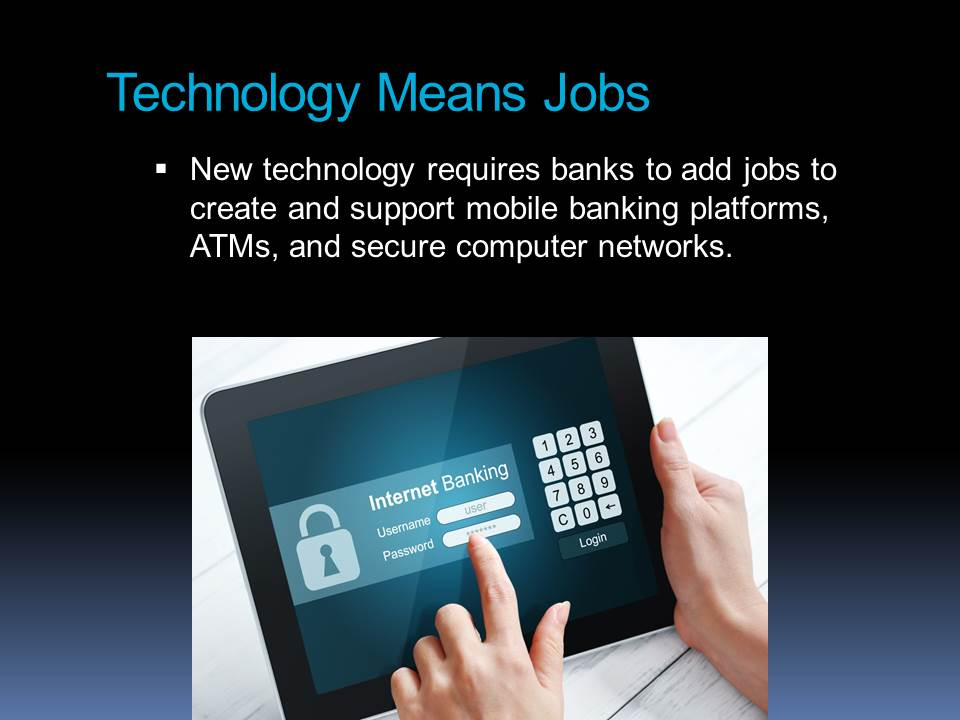 Technology Means Jobs
▪ New technology requires banks to add jobs to
create and support mobile banking platforms,
ATMs, and secure computer networks.
Internet Banking
Username user
Password *******
1 2 3
4 5 6
7 8 9
C 0 ←
Login